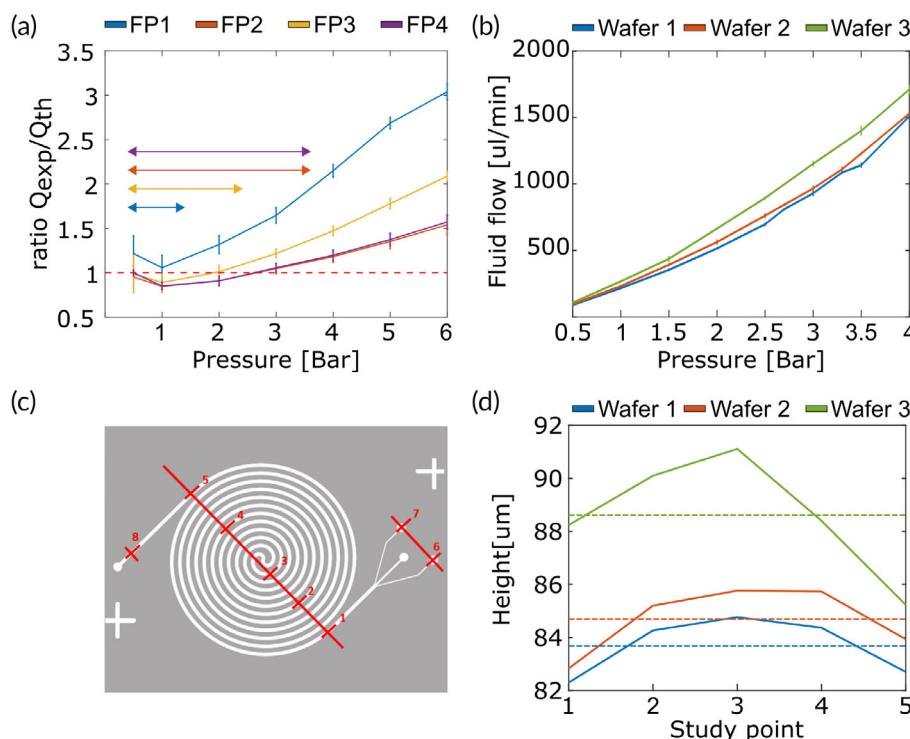 (a)
FP1 FP2 FP3 FP4
ratio Qexp/Qth
3.5
3
2.5
2
1.5
1
0.5
1 2 3 4 5 6
Pressure [Bar]
(b)
Wafer 1 Wafer 2 Wafer 3
Fluid flow [ul/min]
2000
1500
1000
500
0.5 1 1.5 2 2.5 3 3.5 4
Pressure [Bar]
(c)
5
4
8
3
2
1
7
6
(d)
Wafer 1 Wafer 2 Wafer 3
Height[um]
92
90
88
86
84
82
1 2 3 4 5
Study point